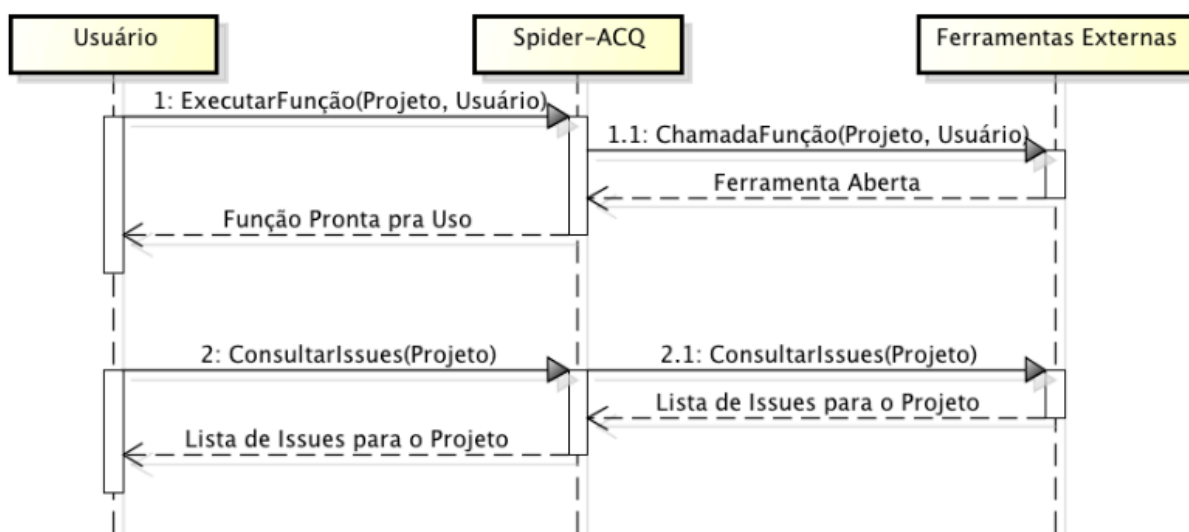 Usuário
Spider-ACQ
Ferramentas Externas
1: ExecutarFunção(Projeto, Usuário)
1.1: ChamadaFunção(Projeto, Usuário)
Ferramenta Aberta
Função Pronta pra Uso
2: ConsultarIssues(Projeto)
2.1: ConsultarIssues(Projeto)
Lista de Issues para o Projeto
Lista de Issues para o Projeto